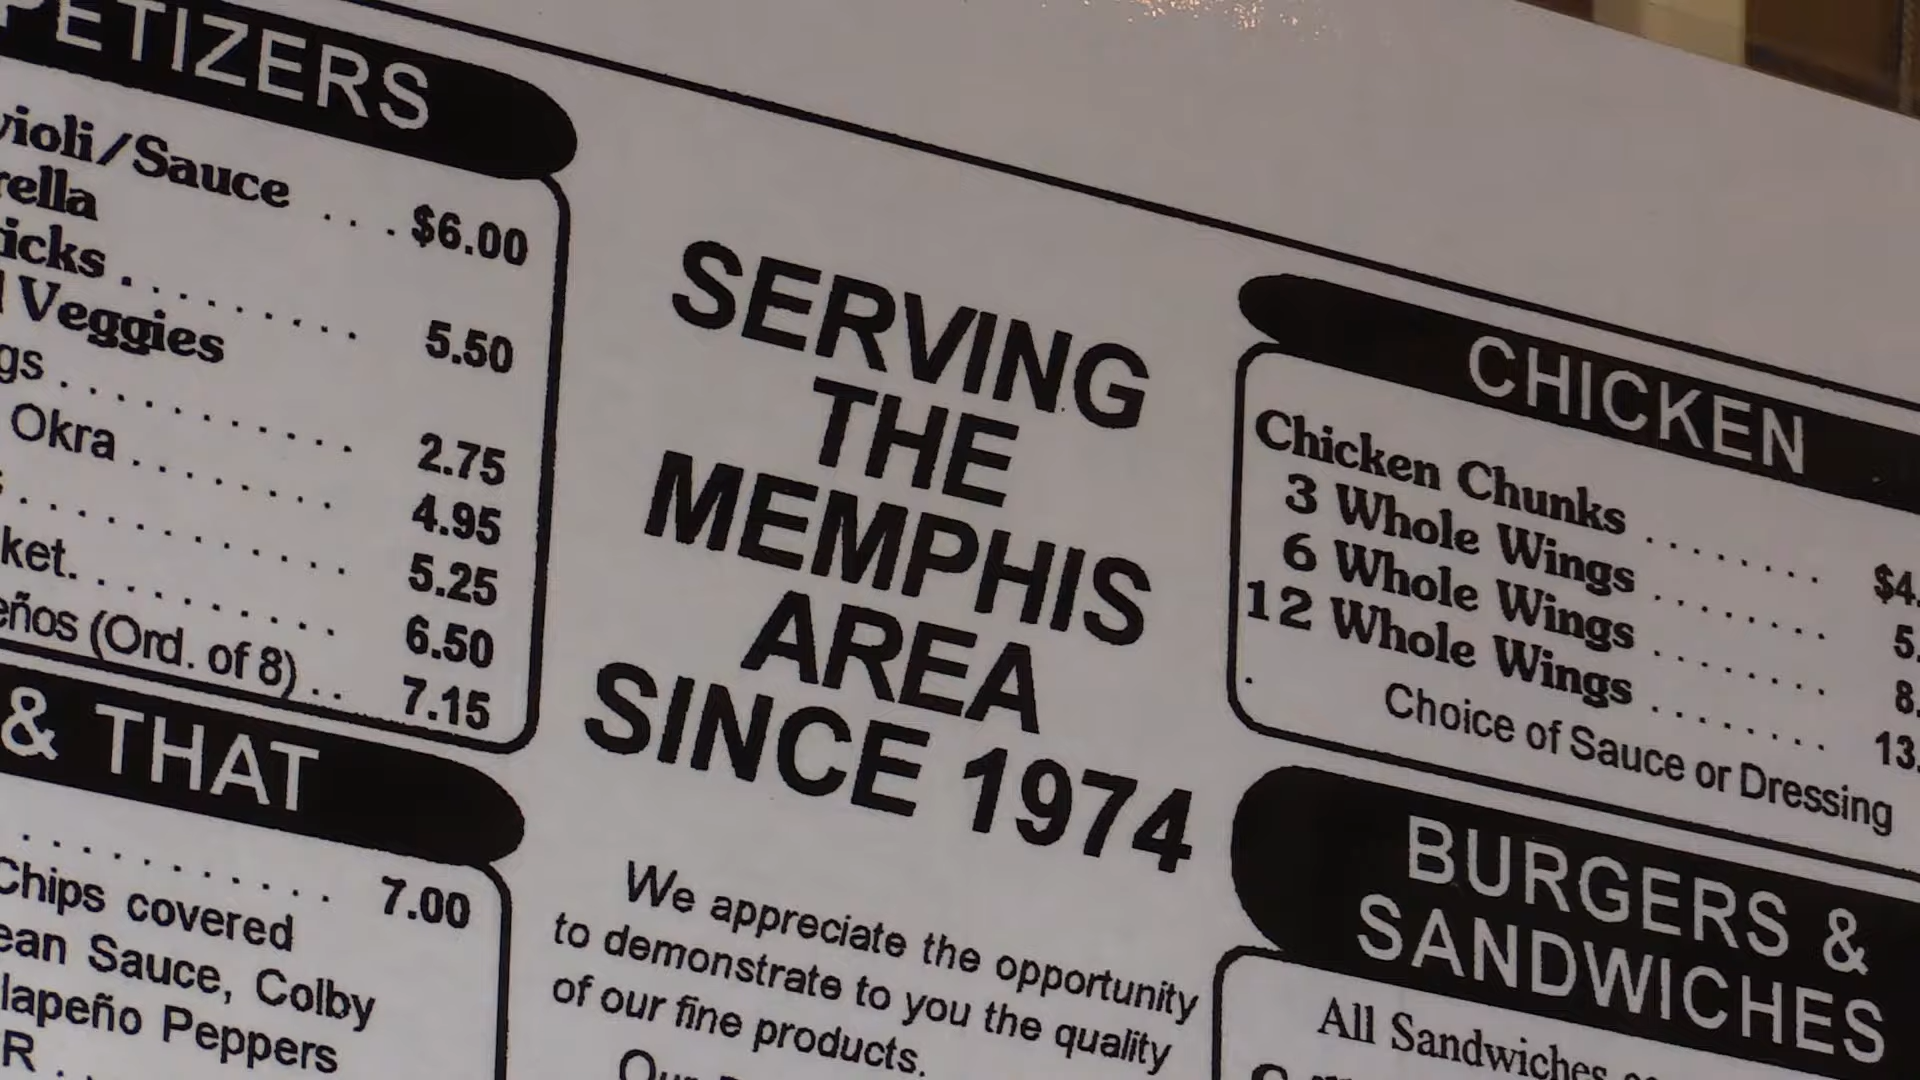 PETIZERS
violi/Sauce ... $6.00
rella
icks ......... 5.50
Veggies
gs .......... 2.75
Okra ........ 4.95
............ 5.25
ket.......... 6.50
eños (Ord. of 8) .. 7.15
& THAT
............ 7.00
Chips covered
ean Sauce, Colby
lapeño Peppers
R ..
SERVING
THE
MEMPHIS
AREA
SINCE 1974
We appreciate the opportunity
to demonstrate to you the quality
of our fine products.
Our
CHICKEN
Chicken Chunks ....... $4.
3 Whole Wings ........ 5.
6 Whole Wings ........ 8.
12 Whole Wings ........ 13.
Choice of Sauce or Dressing
BURGERS &
SANDWICHES
All Sandwiches